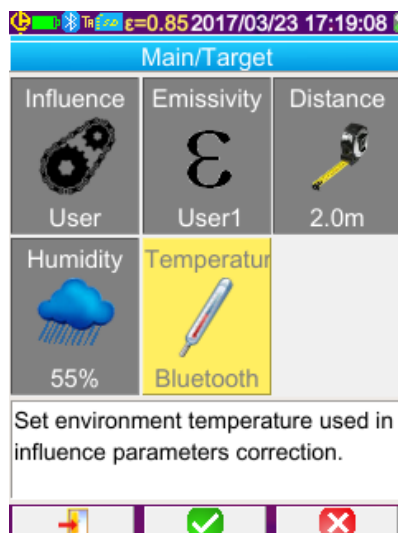 ε=0.85 2017/03/23 17:19:08
Main/Target
Influence Emissivity Distance
ε
User User1 2.0m
Humidity Temperatur
55% Bluetooth
Set environment temperature used in
influence parameters correction.